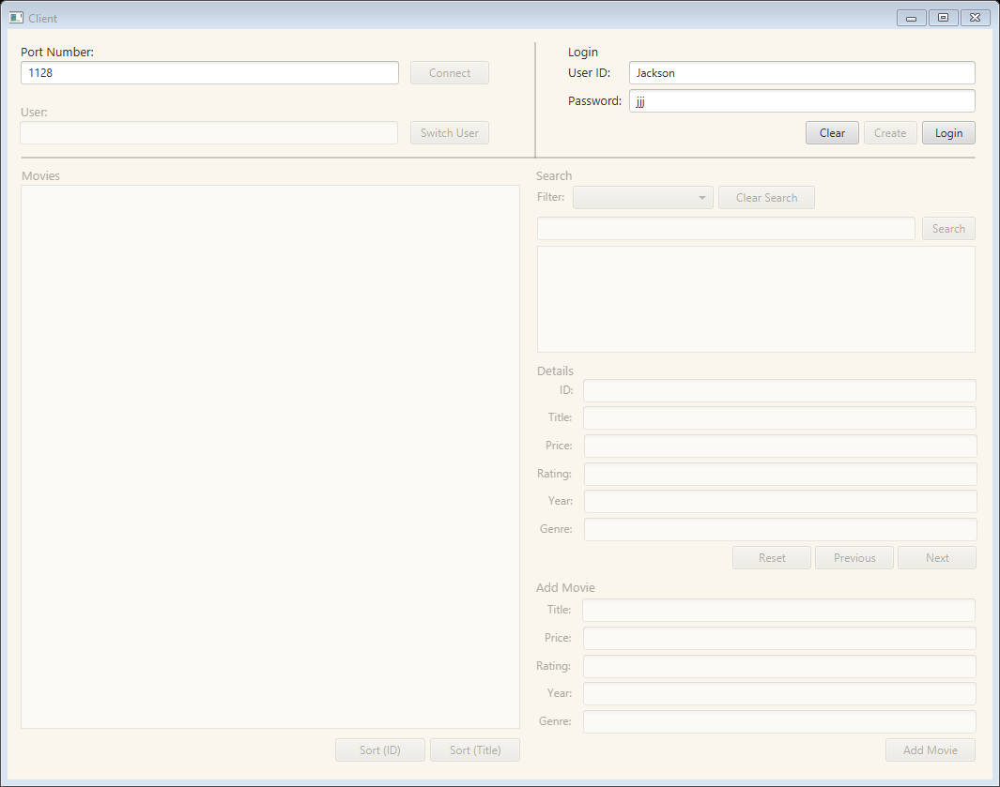 Client
Port Number:
1128
Connect
User:
Switch User
Login
User ID:
Jackson
Password:
jjj
Clear
Create
Login
Movies
Sort (ID)
Sort (Title)
Search
Filter:
Clear Search
Search
Details
ID:
Title:
Price:
Rating:
Year:
Genre:
Reset
Previous
Next
Add Movie
Title:
Price:
Rating:
Year:
Genre:
Add Movie